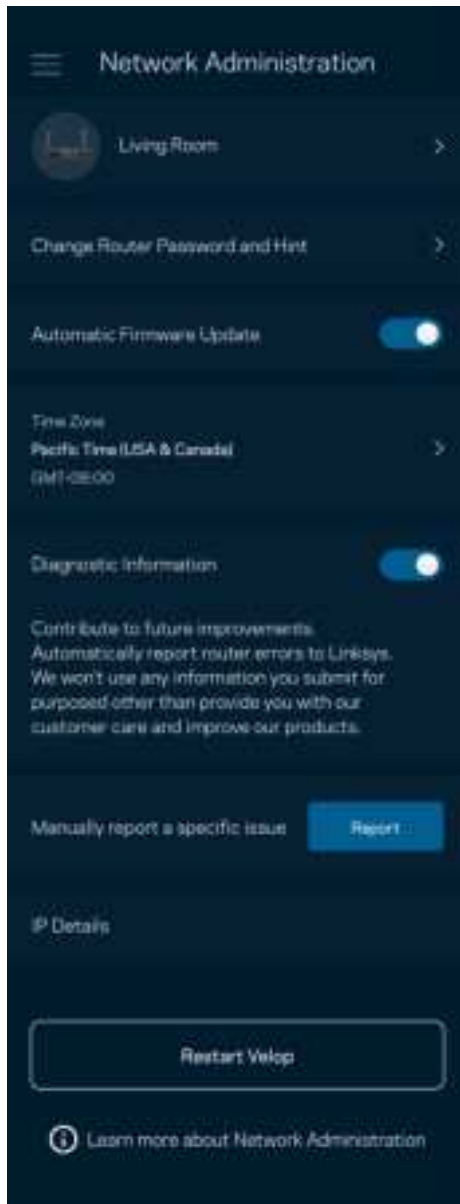 Network Administration
Living Room
Change Router Password and Hint
Automatic Firmware Update
Time Zone
Pacific Time (USA & Canada)
GMT-08:00
Diagnostic Information
Contribute to future improvements.
Automatically report router errors to Linksys.
We won't use any information you submit for
purposed other than provide you with our
customer care and improve our products.
Manually report a specific issue
Report
IP Details
Restart Velop
Learn more about Network Administration